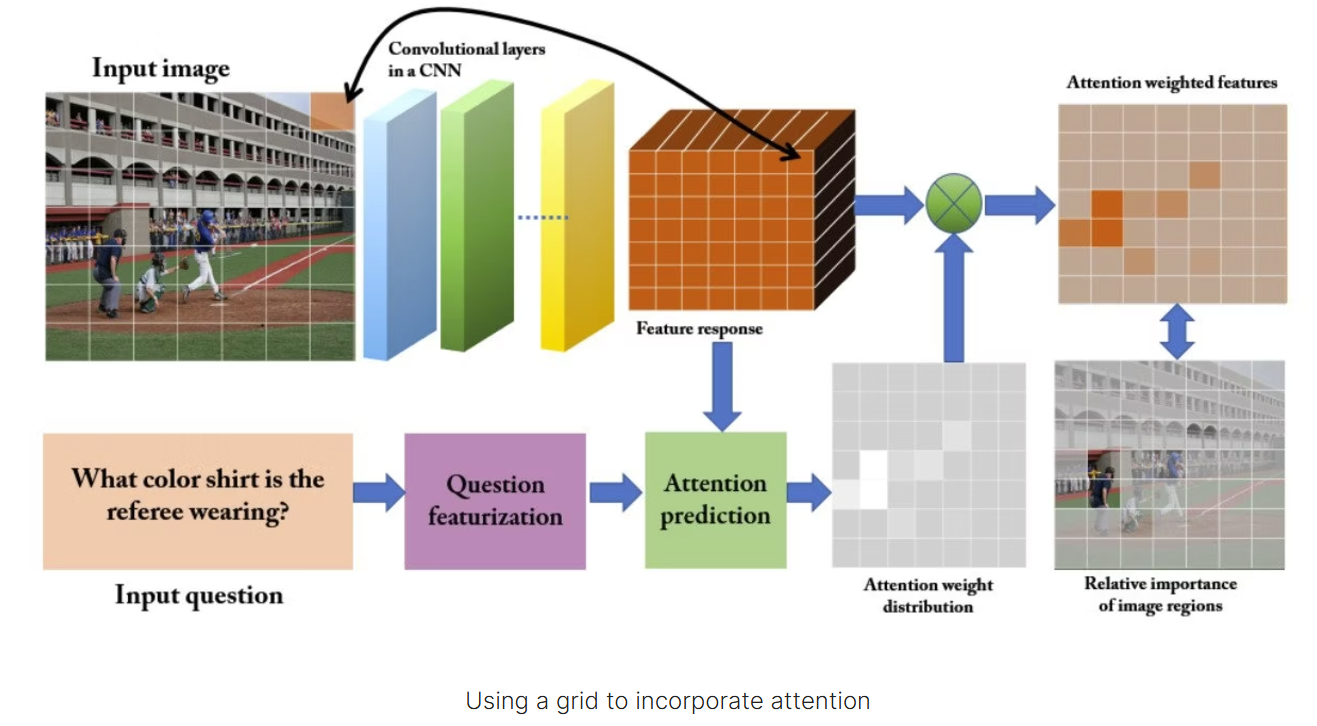 Input image
Convolutional layers
in a CNN
Attention weighted features
Feature response
What color shirt is the
referee wearing?
Question
featurization
Attention
prediction
Input question
Attention weight
distribution
Relative importance
of image regions
Using a grid to incorporate attention